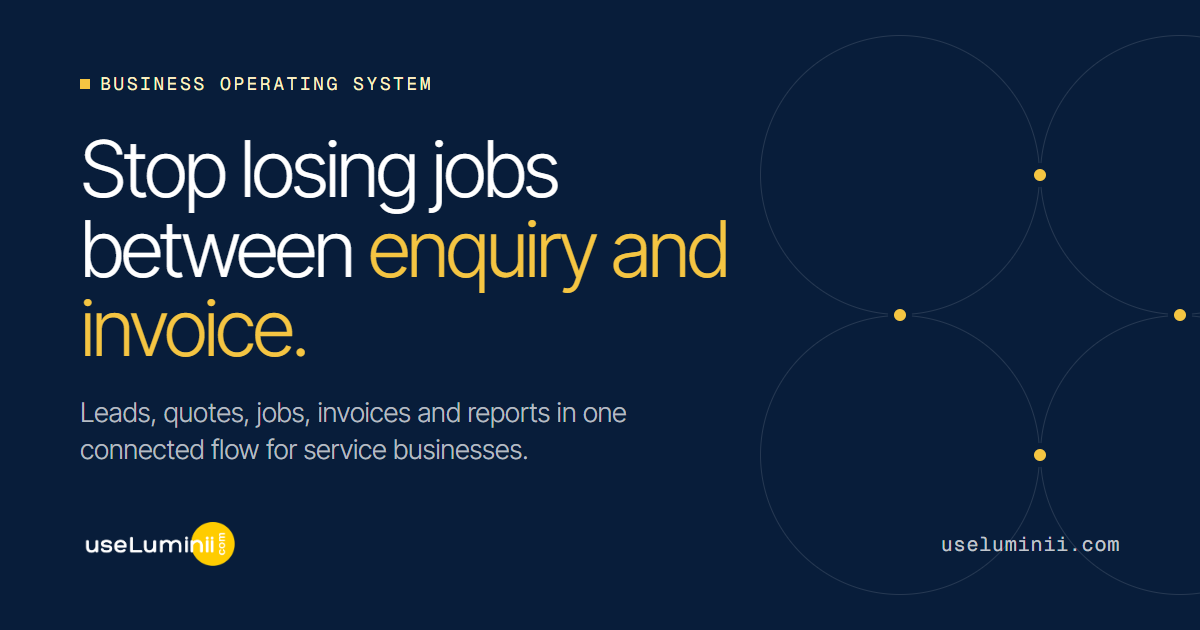 BUSINESS OPERATING SYSTEM
Stop losing jobs
between enquiry and
invoice.
Leads, quotes, jobs, invoices and reports in one
connected flow for service businesses.
useLuminii com
useluminii.com